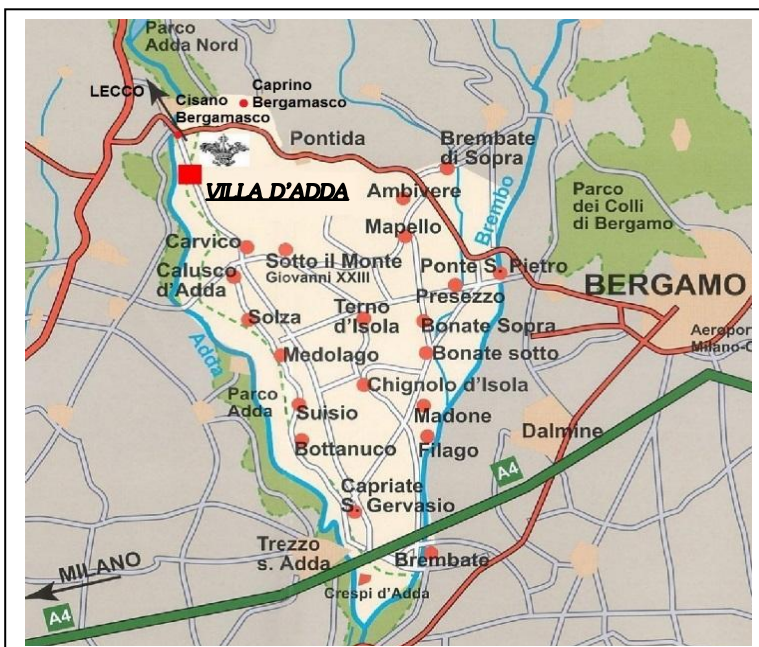 Parco
Adda Nord
LECCO
Cisano
Bergamasco
Caprino
Bergamasco
Pontida
Brembate
di Sopra
VILLA D'ADDA
Ambivere
Mapello
Brembo
Parco
dei Colli
di Bergamo
Carvico
Sotto il Monte
Giovanni XXIII
Ponte S. Pietro
Calusco
d'Adda
Presezzo
BERGAMO
Solza
Terno
d'Isola
Bonate Sopra
Aeropor
Milano-O
Adda
Medolago
Bonate sotto
Parco
Adda
Chignolo d'Isola
Suisio
Madone
Dalmine
Bottanuco
Filago
A4
Capriate
S. Gervasio
Trezzo
s. Adda
Brembate
MILANO
Crespi d'Adda
A4